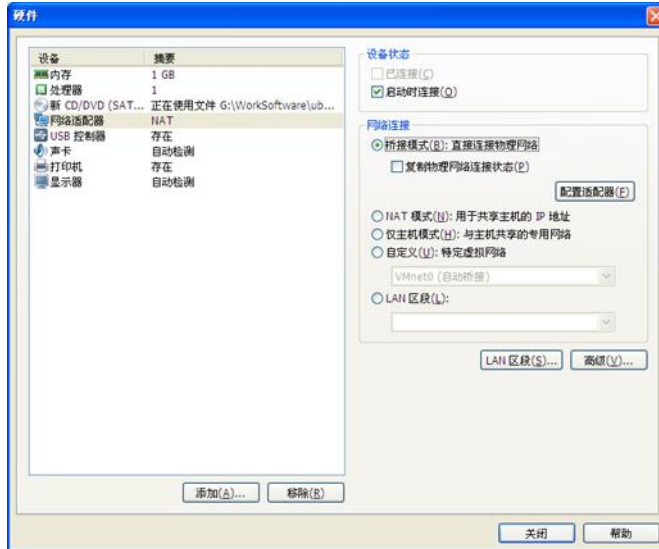 硬件
设备 摘要
内存 1 GB
处理器 1
新 CD/DVD (SAT... 正在使用文件 G:\WorkSoftware\ub...
网络适配器 NAT
USB 控制器 存在
声卡 自动检测
打印机 存在
显示器 自动检测
添加(A)...
移除(R)
设备状态
已连接(C)
启动时连接(O)
网络连接
桥接模式(B): 直接连接物理网络
复制物理网络连接状态(P)
配置适配器(F)
NAT 模式(N): 用于共享主机的 IP 地址
仅主机模式(H): 与主机共享的专用网络
自定义(U): 特定虚拟网络
VMnet0 (自动桥接)
LAN 区段(L):
LAN 区段(S)...
高级(V)...
关闭
帮助